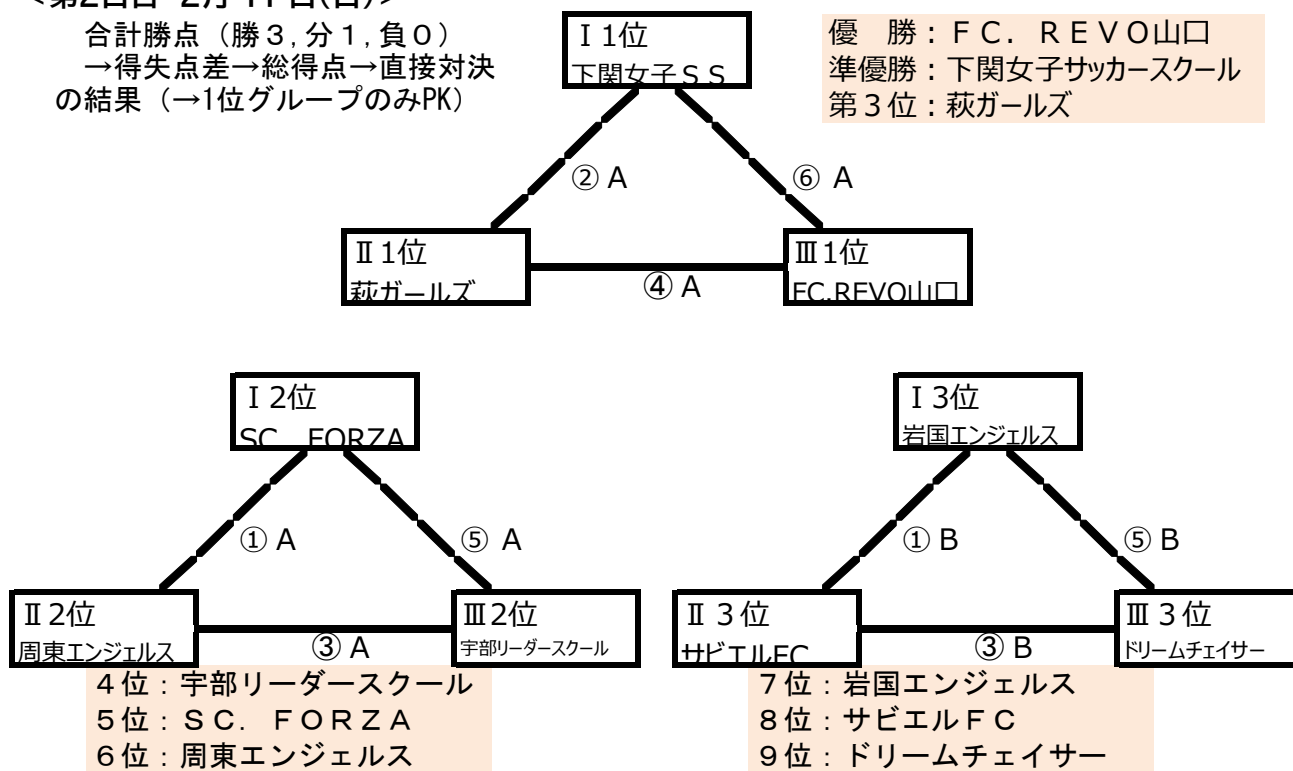 <第2日目 2月11日(日)>
合計勝点（勝３,分１,負０）
→得失点差→総得点→直接対決
の結果（→1位グループのみPK）
Ⅰ1位
下関女子ＳＳ
優　勝：ＦＣ．ＲＥＶＯ山口
準優勝：下関女子サッカースクール
第３位：萩ガールズ
② A
⑥ A
Ⅱ1位
萩ガールズ
④ A
Ⅲ1位
FC.REVO山口
Ⅰ2位
SC．FORZA
① A
⑤ A
Ⅱ2位
周東エンジェルス
③ A
Ⅲ2位
宇部リーダースクール
４位：宇部リーダースクール
５位：ＳＣ．ＦＯＲＺＡ
６位：周東エンジェルス
Ⅰ3位
岩国エンジェルス
① B
⑤ B
Ⅱ３位
サビエルFC
③ B
Ⅲ３位
ドリームチェイサー
７位：岩国エンジェルス
８位：サビエルＦＣ
９位：ドリームチェイサー